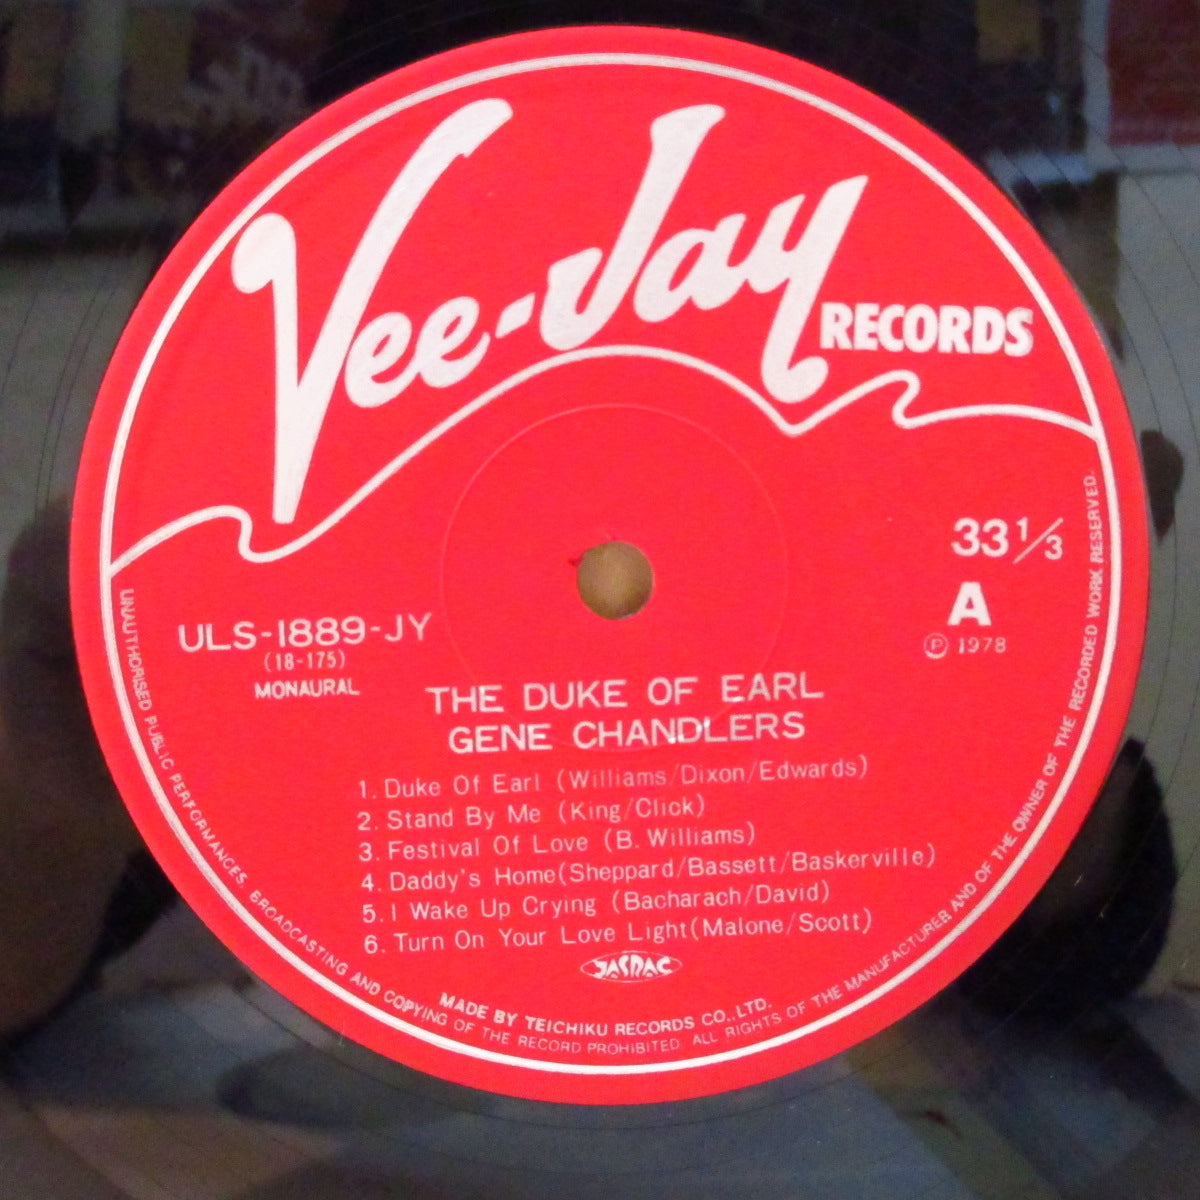 Vee-Jay
RECORDS
33 1/3
A
Ⓟ 1978
ULS-1889-JY
(18-175)
MONAURAL
THE DUKE OF EARL
GENE CHANDLERS
1. Duke Of Earl (Williams/Dixon/Edwards)
2. Stand By Me (King/Click)
3. Festival Of Love (B. Williams)
4. Daddy's Home(Sheppard/Bassett/Baskerville)
5. I Wake Up Crying (Bacharach/David)
6. Turn On Your Love Light(Malone/Scott)
JASRAC
MADE BY TEICHIKU RECORDS CO.,LTD.
UNAUTHORISED PUBLIC PERFORMANCES, BROADCASTING AND COPYING OF THE RECORD PROHIBITED. ALL RIGHTS OF THE MANUFACTURER AND OF THE OWNER OF THE RECORDED WORK RESERVED.